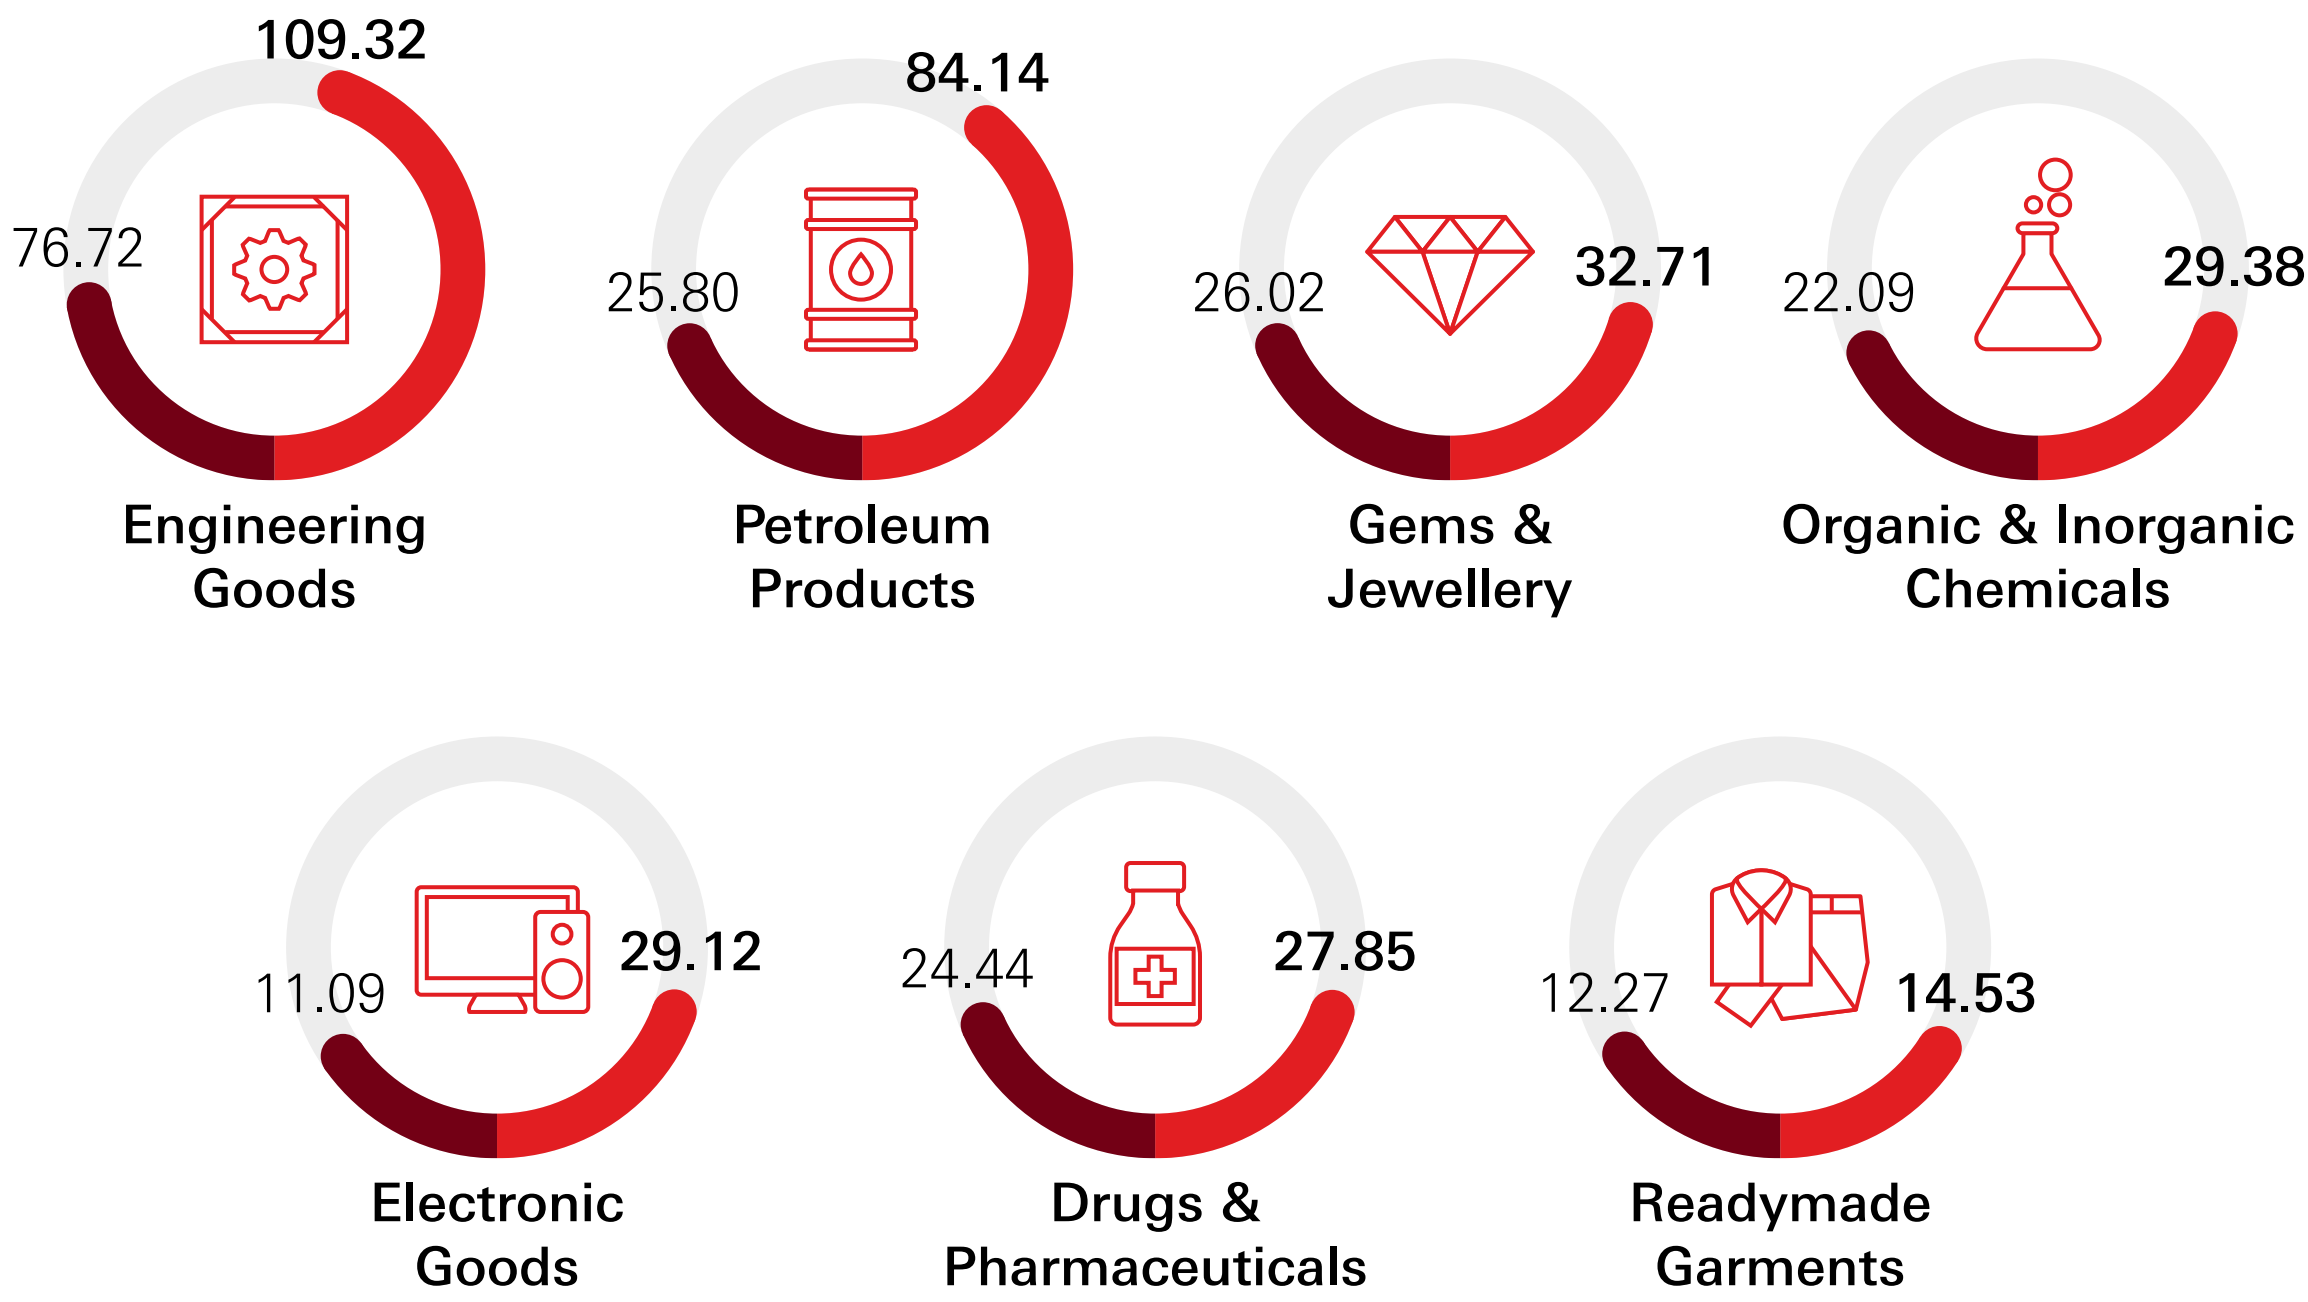 109.32
76.72
Engineering
Goods
84.14
25.80
Petroleum
Products
32.71
26.02
Gems &
Jewellery
29.38
22.09
Organic & Inorganic
Chemicals
29.12
11.09
Electronic
Goods
27.85
24.44
Drugs &
Pharmaceuticals
14.53
12.27
Readymade
Garments